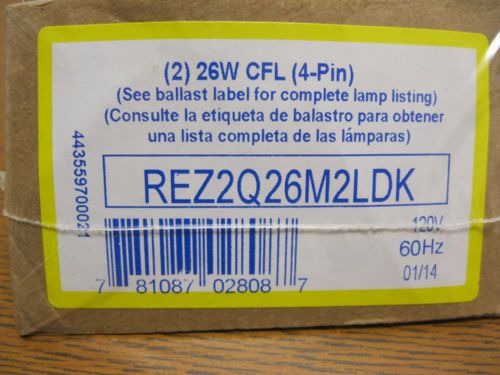 (2) 26W CFL (4-Pin)
(See ballast label for complete lamp listing)
(Consulte la etiqueta de balastro para obtener
una lista completa de las lámparas)
443559700021
REZ2Q26M2LDK
120V
60Hz
01/14
7 81087 02808 7